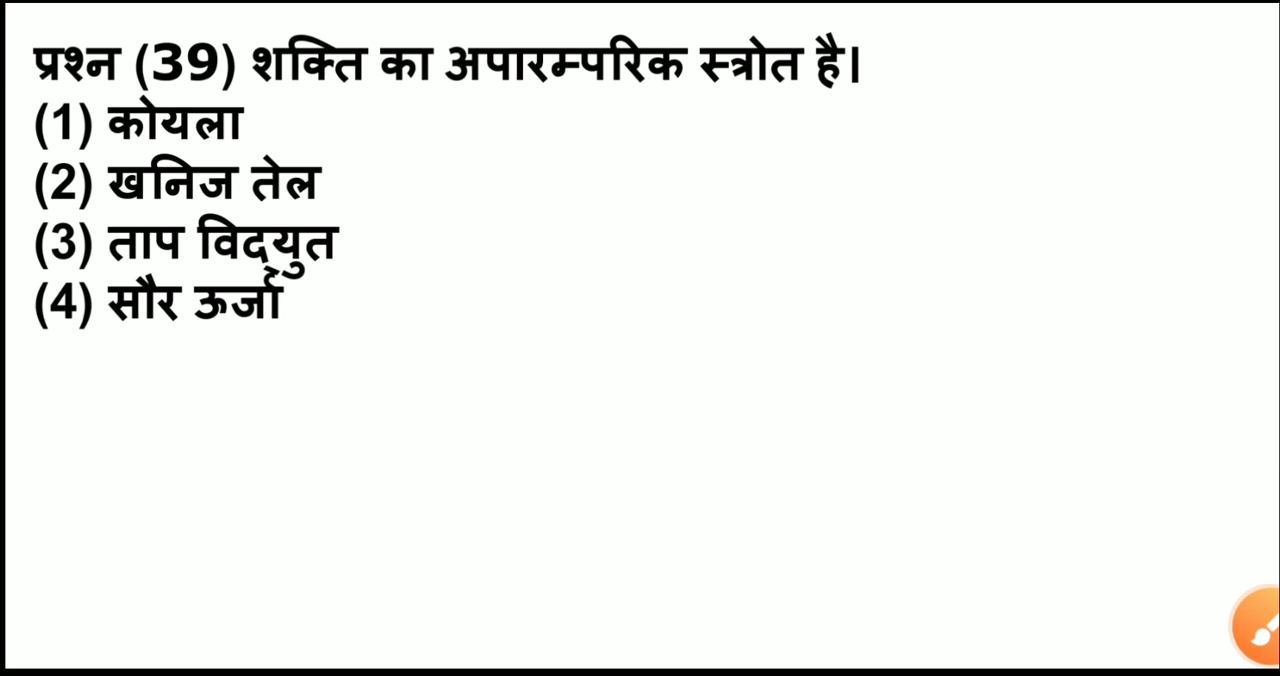 प्रश्न (39) शक्ति का अपारम्परिक स्त्रोत है।
(1) कोयला
(2) खनिज तेल
(3) ताप विद्युत
(4) सौर ऊर्जा